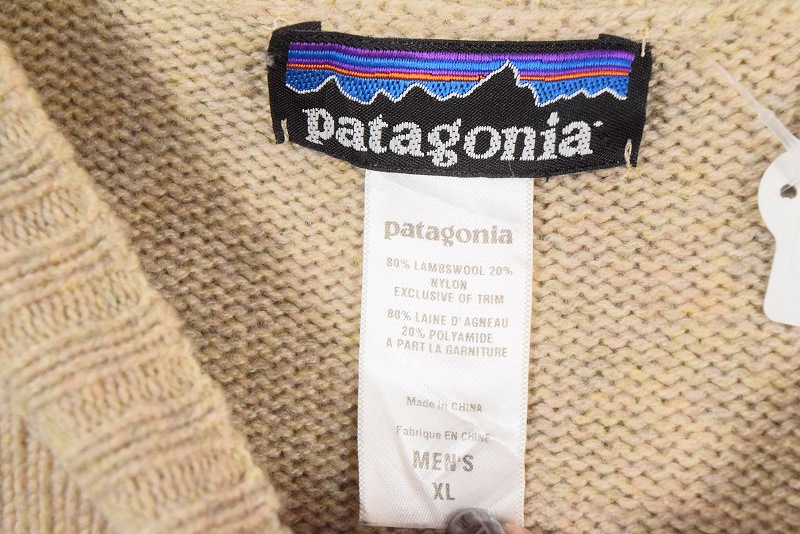 patagonia
patagonia
80% LAMBSWOOL 20%
NYLON
EXCLUSIVE OF TRIM
80% LAINE D'AGNEAU
20% POLYAMIDE
A PART LA GARNITURE
Made in CHINA
Fabrique EN CHINE
MEN'S
XL